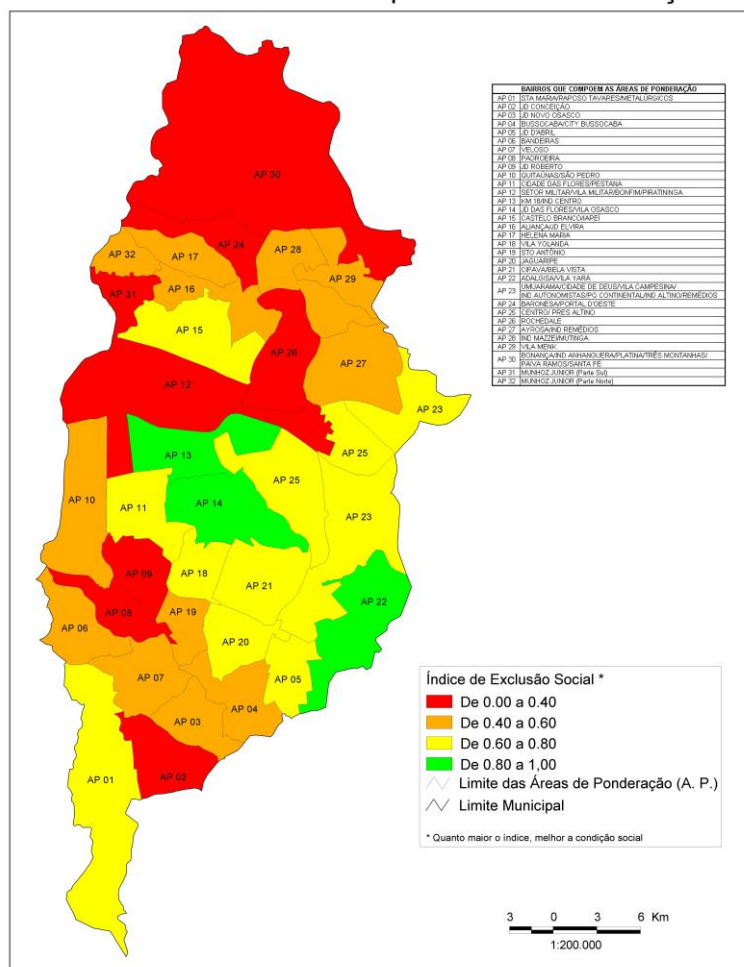 BAIRROS QUE COMPOEM AS ÁREAS DE PONDERAÇÃO
AP 01 STA MARIA/RAPOSO TAVARES/METALÚRGICOS
AP 02 JD CONCEIÇÃO
AP 03 JD NOVO OSASCO
AP 04 BUSSOCABA/CITY BUSSOCABA
AP 05 JD D'ABRIL
AP 06 BANDEIRAS
AP 07 VELOSO
AP 08 PADROEIRA
AP 09 JD ROBERTO
AP 10 QUITAÚNAS/SÃO PEDRO
AP 11 CIDADE DAS FLORES/PESTANA
AP 12 SETOR MILITAR/VILA MILITAR/BONFIM/PIRATININGA
AP 13 KM 18/IND CENTRO
AP 14 JD DAS FLORES/VILA OSASCO
AP 15 CASTELO BRANCO/IAPEÍ
AP 16 ALIANÇA/JD ELVIRA
AP 17 HELENA MARIA
AP 18 VILA YOLANDA
AP 19 STO ANTÔNIO
AP 20 JAGUARIPE
AP 21 CIPAVA/BELA VISTA
AP 22 ADALGISA/VILA YARA
AP 23 UMUARAMA/CIDADE DE DEUS/VILA CAMPESINA/
IND AUTONOMISTAS/PQ CONTINENTAL/IND ALTINO/REMÉDIOS
AP 24 BARONESA/PORTAL D'OESTE
AP 25 CENTRO/ PRES ALTINO
AP 26 ROCHEDALE
AP 27 AYROSA/IND REMÉDIOS
AP 28 IND MAZZEI/MUTINGA
AP 29 VILA MENK
AP 30 BONANÇA/IND ANHANGUERA/PLATINA/TRÊS MONTANHAS/
PAIVA RAMOS/SANTA FÉ
AP 31 MUNHOZ JUNIOR (Parte Sul)
AP 32 MUNHOZ JUNIOR (Parte Norte)
AP 30
AP 24
AP 28
AP 32
AP 17
AP 29
AP 31
AP 16
AP 15
AP 26
AP 27
AP 12
AP 23
AP 13
AP 25
AP 25
AP 10
AP 11
AP 14
AP 23
AP 09
AP 18
AP 21
AP 22
AP 08
AP 19
AP 06
AP 20
AP 07
AP 05
AP 03
AP 04
AP 01
AP 02
Índice de Exclusão Social *
De 0.00 a 0.40
De 0.40 a 0.60
De 0.60 a 0.80
De 0.80 a 1,00
Limite das Áreas de Ponderação (A. P.)
Limite Municipal
* Quanto maior o índice, melhor a condição social
3 0 3 6 Km
1:200.000